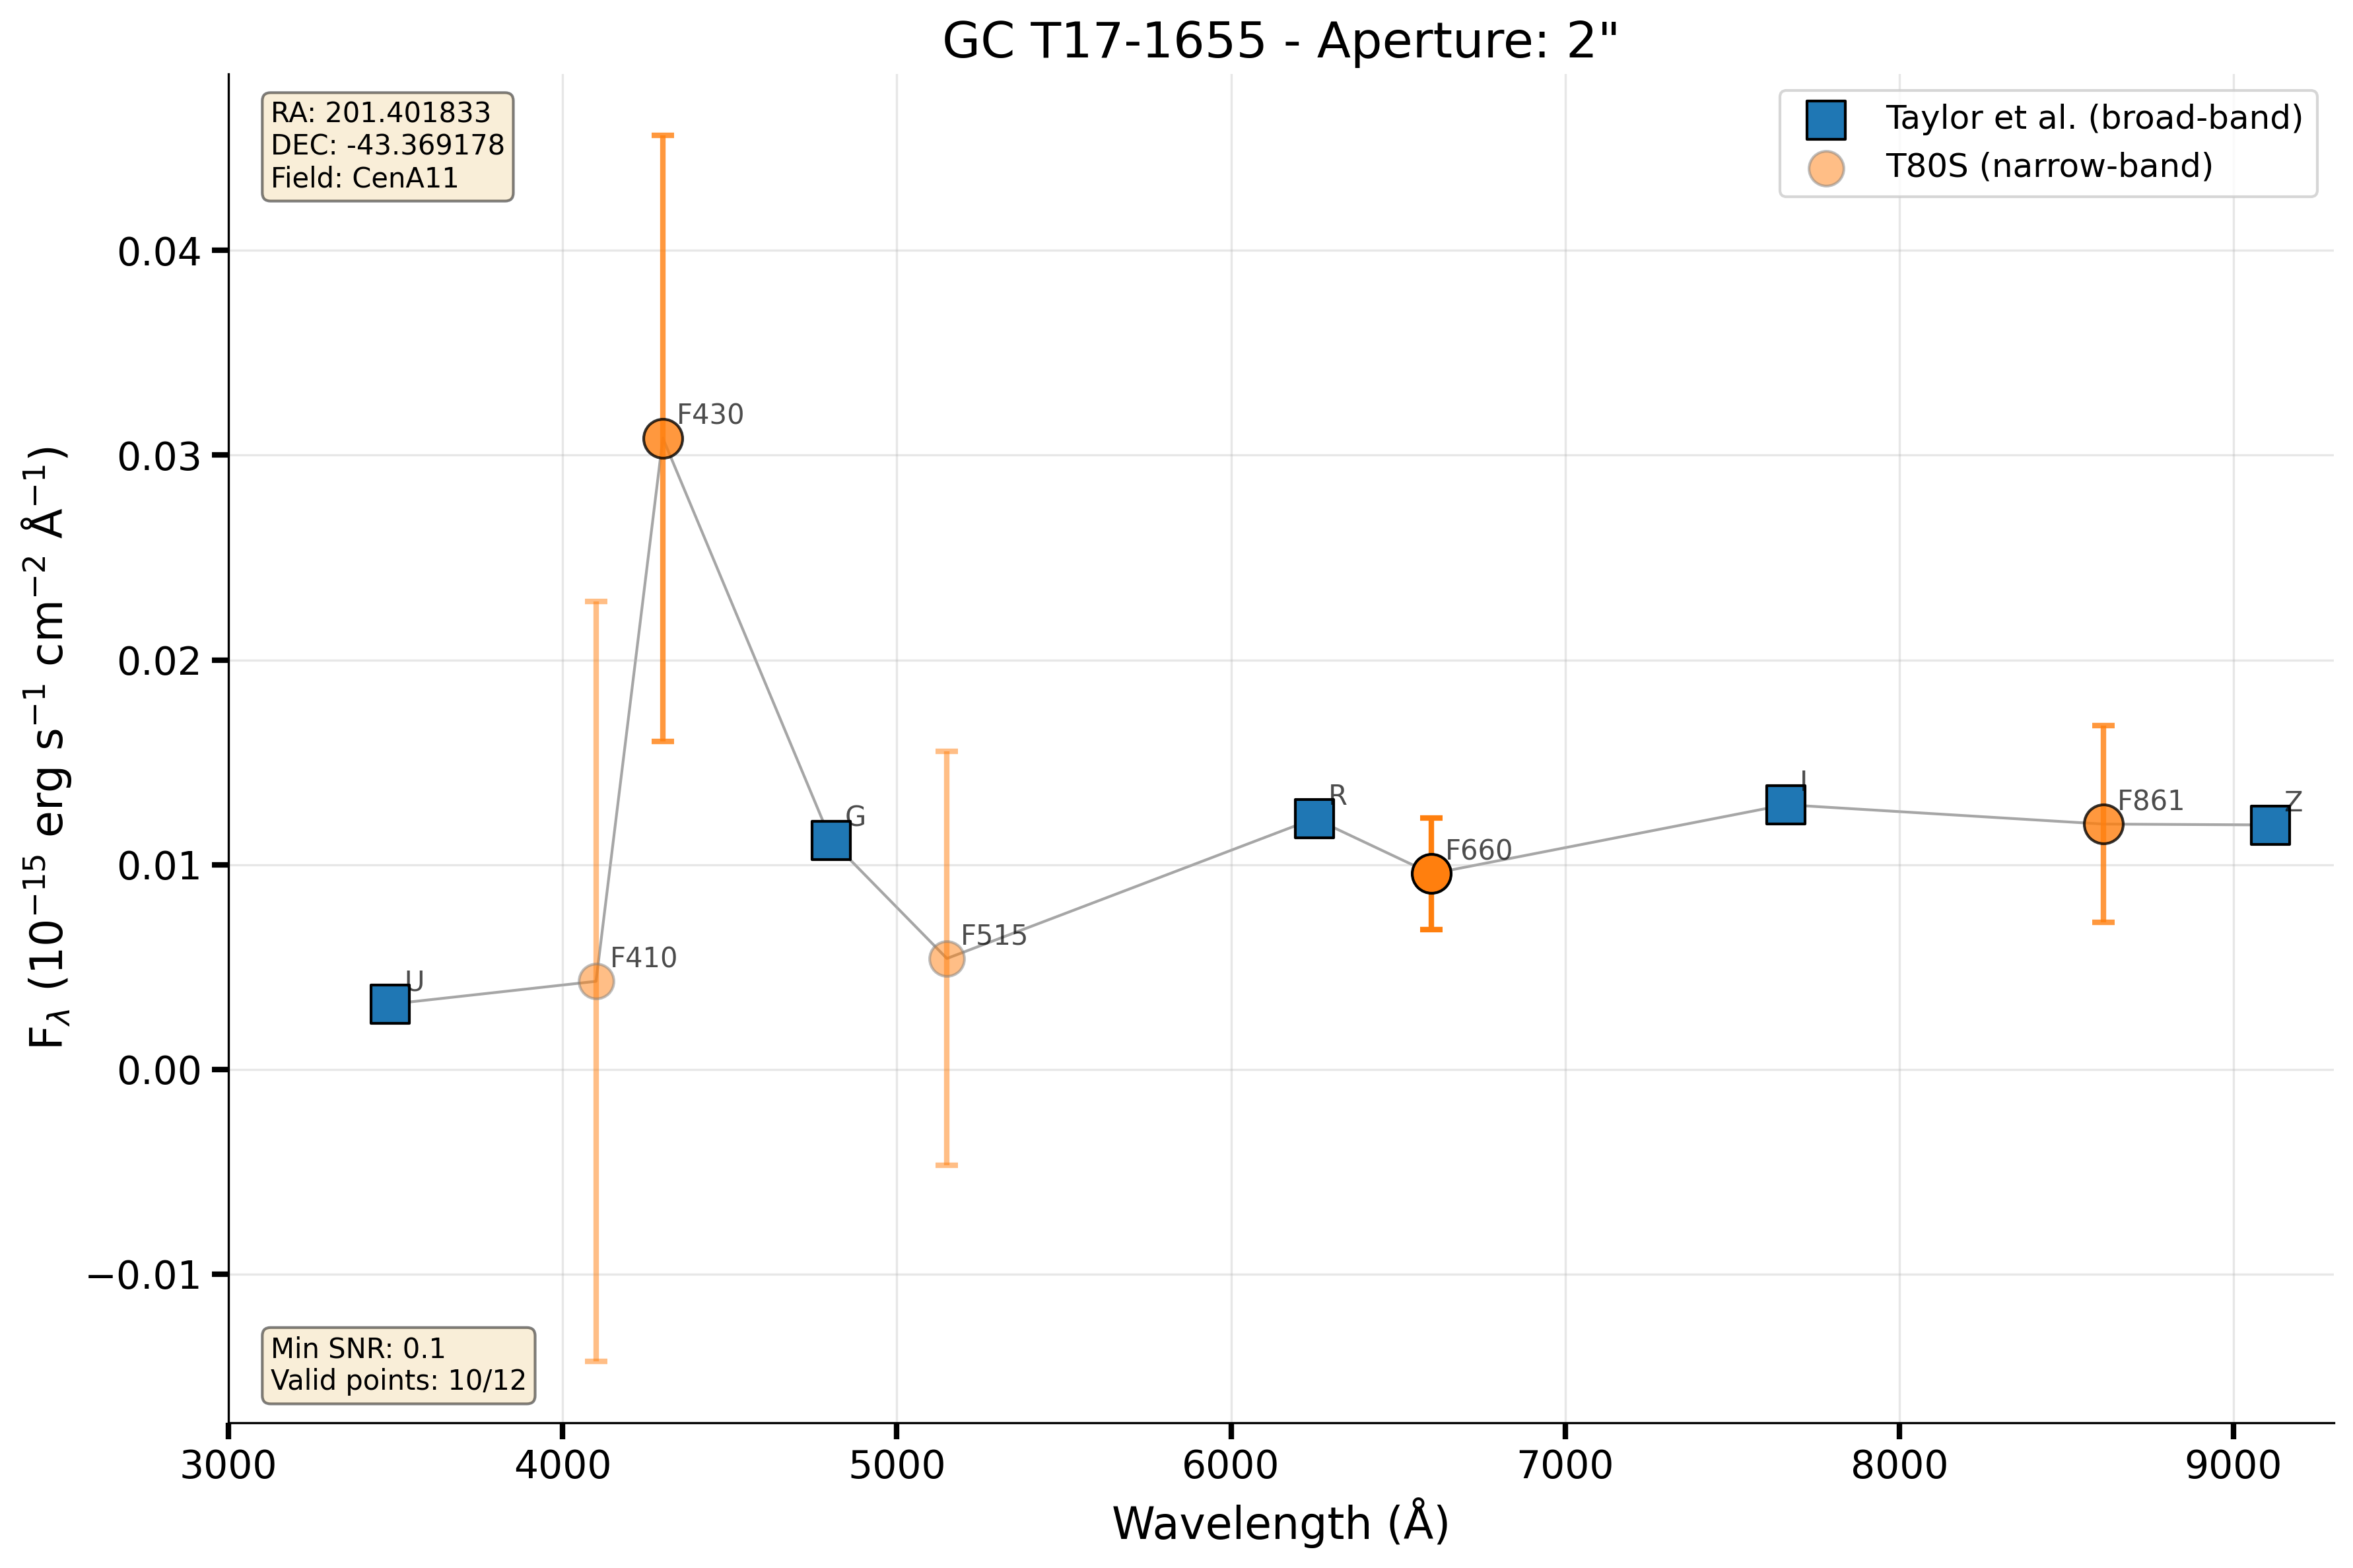 GC T17-1655 - Aperture: 2"
RA: 201.401833
DEC: -43.369178
Field: CenA11
Taylor et al. (broad-band)
T80S (narrow-band)
F_λ (10⁻¹⁵ erg s⁻¹ cm⁻² Å⁻¹)
0.04
0.03
0.02
0.01
0.00
−0.01
U
F410
F430
G
F515
R
F660
I
F861
Z
Min SNR: 0.1
Valid points: 10/12
3000
4000
5000
6000
7000
8000
9000
Wavelength (Å)